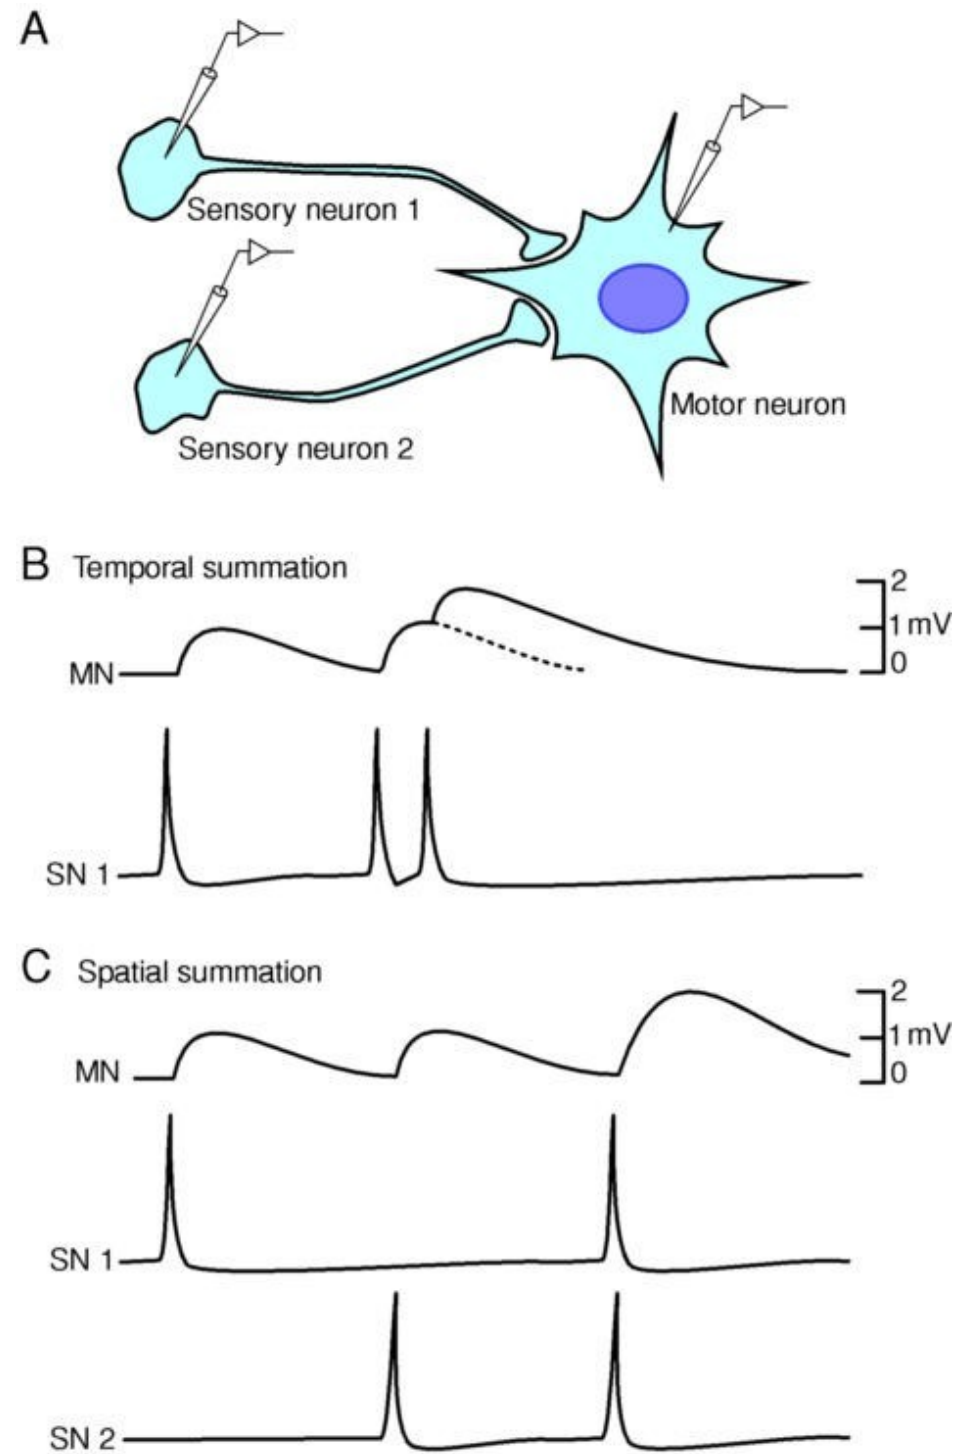 A
Sensory neuron 1
Sensory neuron 2
Motor neuron
B Temporal summation
2
1 mV
0
MN
SN 1
C Spatial summation
2
1 mV
0
MN
SN 1
SN 2